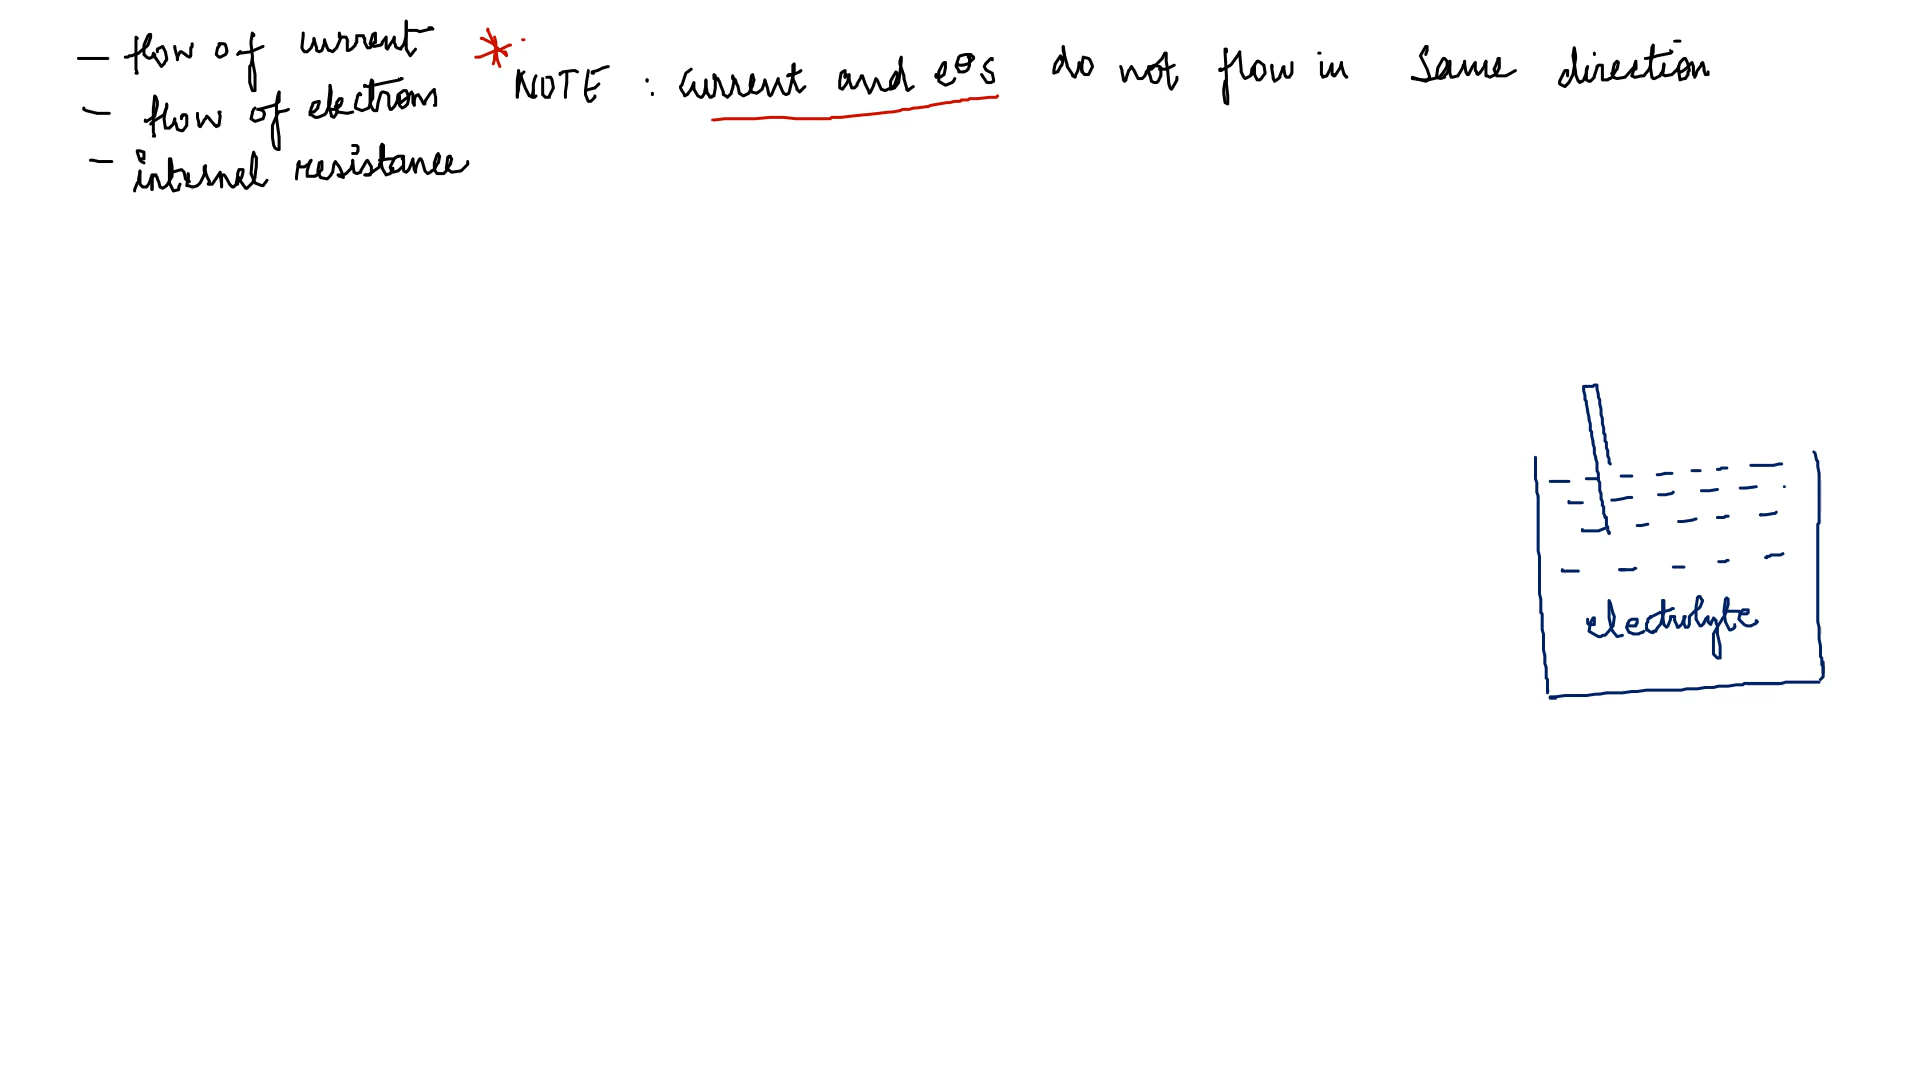 — flow of current
— flow of electrons
— internal resistance
* NOTE : current and e⊖s do not flow in same direction
electrolyte